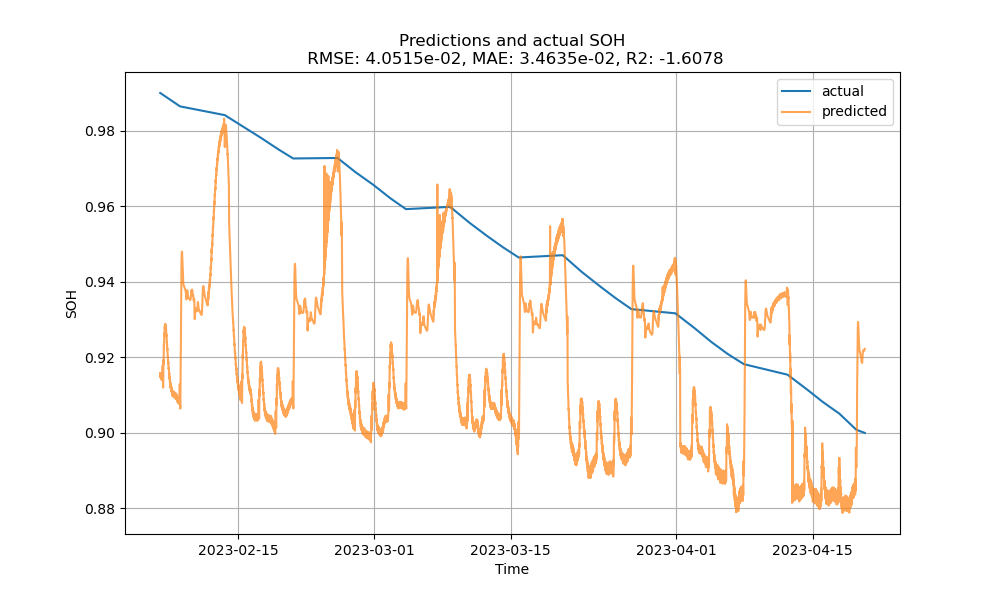 Predictions and actual SOH
RMSE: 4.0515e-02, MAE: 3.4635e-02, R2: -1.6078
actual
predicted
0.98
0.96
0.94
0.92
0.90
0.88
SOH
2023-02-15
2023-03-01
2023-03-15
2023-04-01
2023-04-15
Time